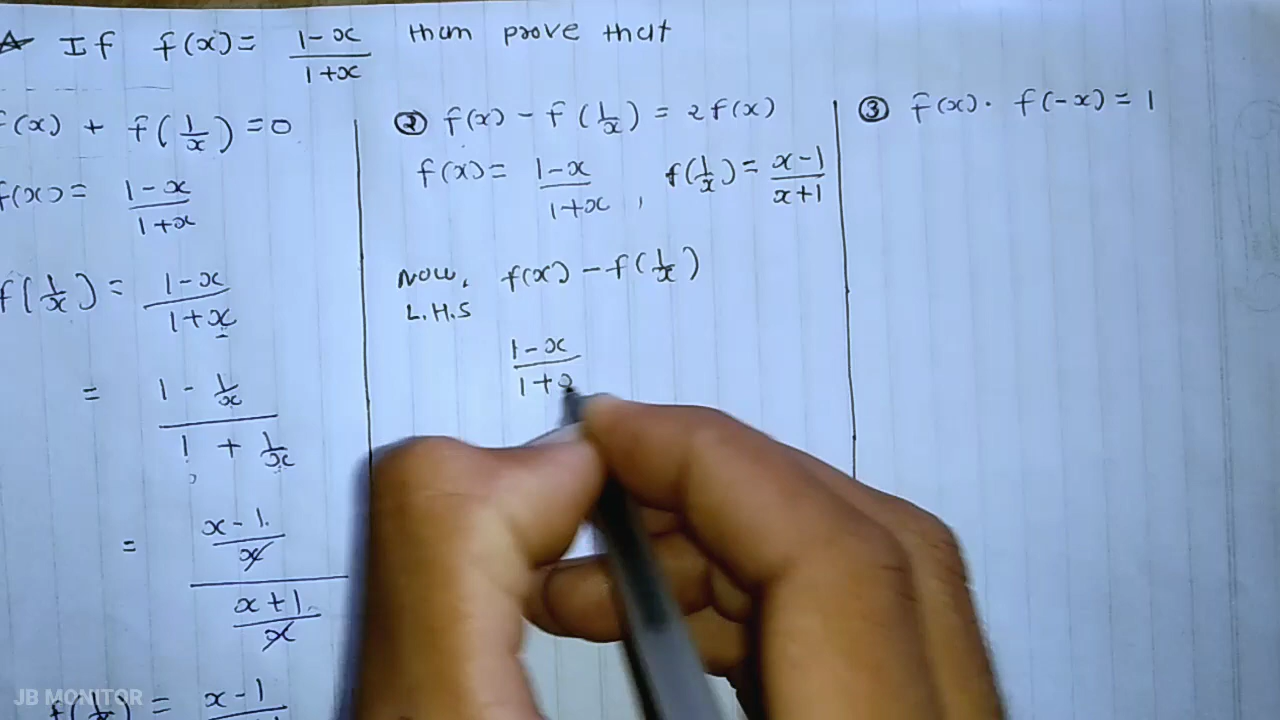 ★ If f(x) = 1-x / 1+x then prove that
f(x) + f(1/x) = 0
f(x) = 1-x / 1+x
f(1/x) = 1-x / 1+x
= 1 - 1/x / 1 + 1/x
= x-1/x / x+1/x
f(1/x) = x-1
② f(x) - f(1/x) = 2f(x)
f(x) = 1-x / 1+x , f(1/x) = x-1 / x+1
Now, f(x) - f(1/x)
L.H.S
1-x / 1+
③ f(x) . f(-x) = 1
JB MONITOR